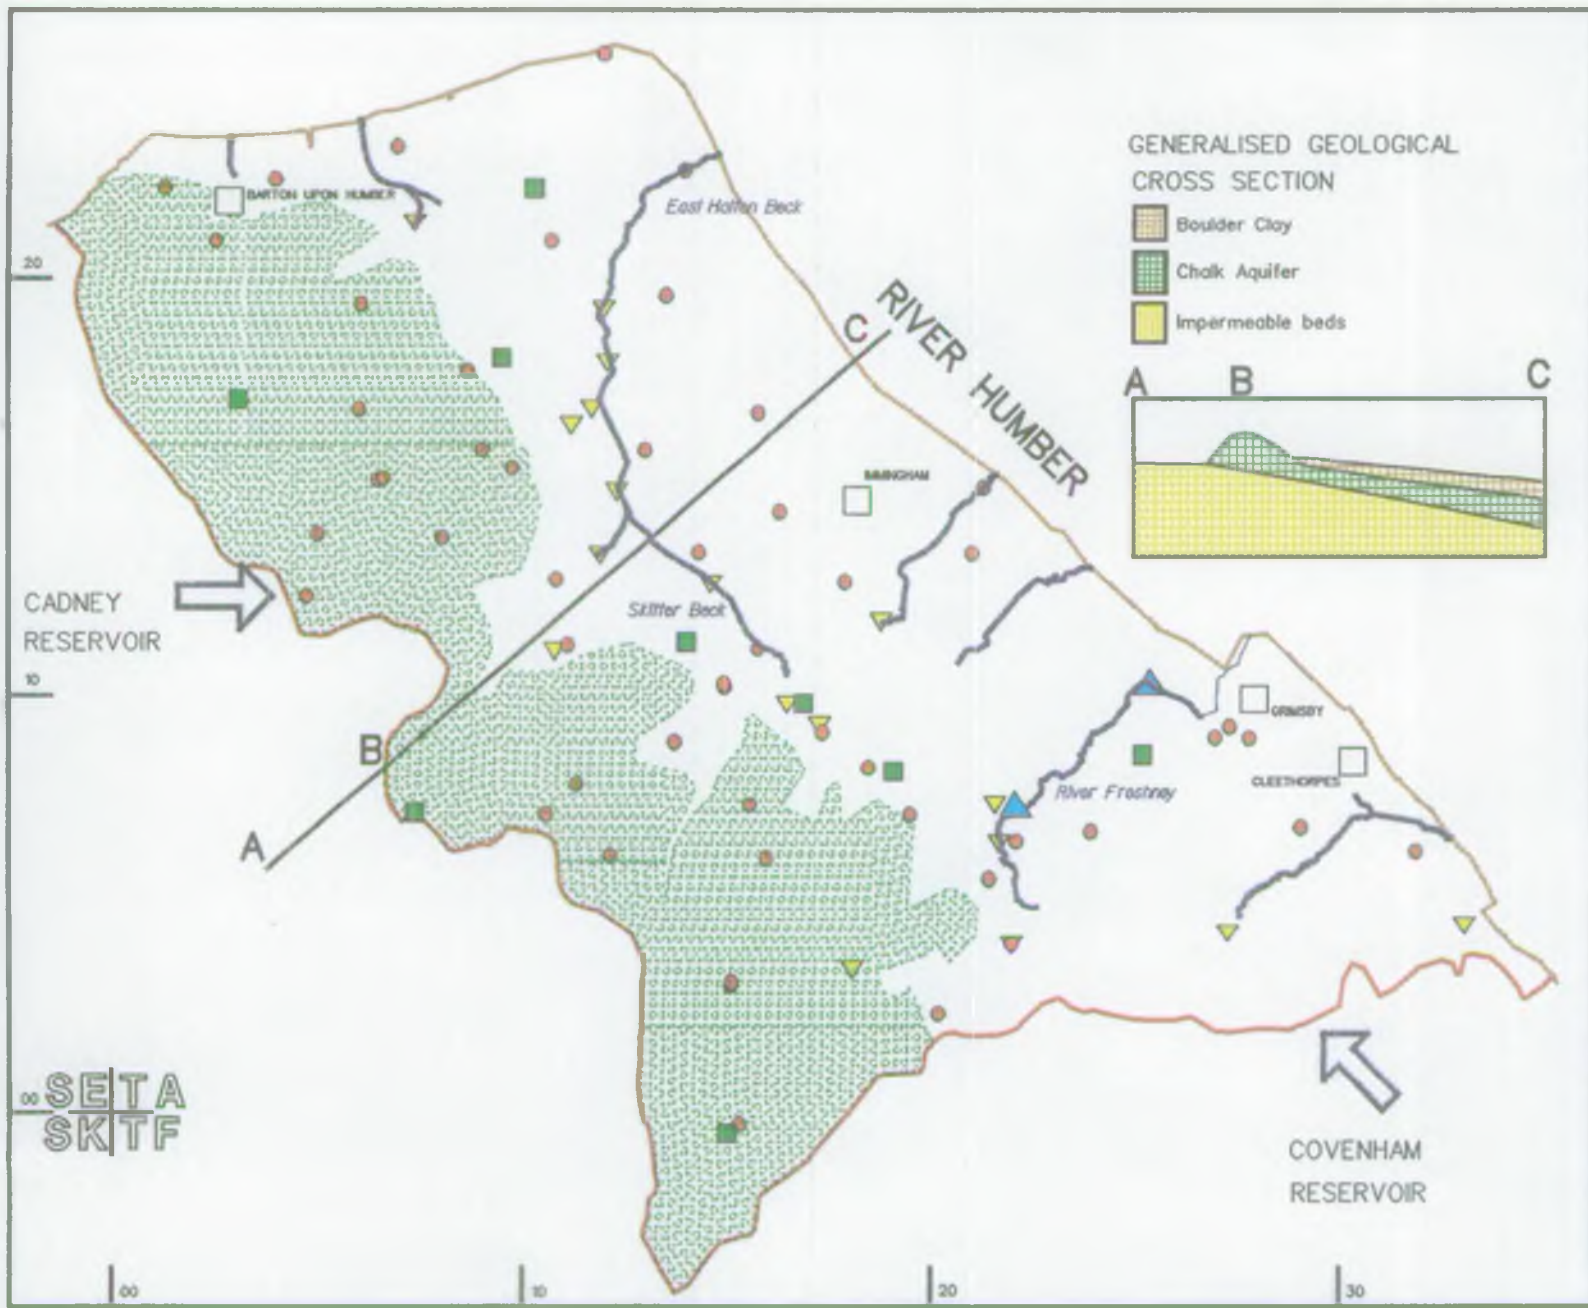 GENERALISED GEOLOGICAL
CROSS SECTION
Boulder Clay
Chalk Aquifer
Impermeable beds
A B C
BARTON UPON HUMBER
East Halton Beck
20
RIVER HUMBER
C
IMMINGHAM
CADNEY
RESERVOIR
Skitter Beck
10
B
GRIMSBY
CLEETHORPES
River Freshney
A
00
SE TA
SK TF
COVENHAM
RESERVOIR
00 10 20 30